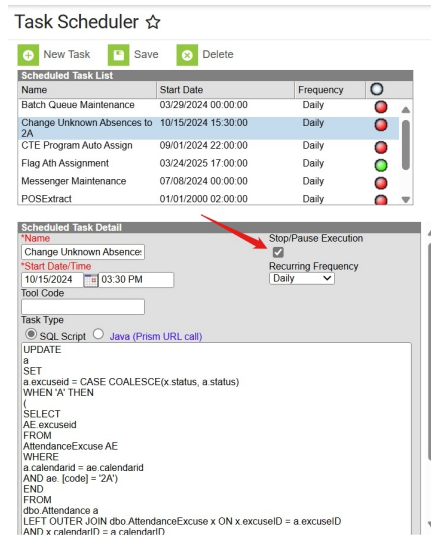 Task Scheduler ☆
New Task Save Delete
Scheduled Task List
Name Start Date Frequency
Batch Queue Maintenance 03/29/2024 00:00:00 Daily
Change Unknown Absences to 10/15/2024 15:30:00 Daily
2A
CTE Program Auto Assign 09/01/2024 22:00:00 Daily
Flag Ath Assignment 03/24/2025 17:00:00 Daily
Messenger Maintenance 07/08/2024 00:00:00 Daily
POSExtract 01/01/2000 02:00:00 Daily
Scheduled Task Detail
*Name Stop/Pause Execution
Change Unknown Absence:
*Start Date/Time Recurring Frequency
10/15/2024 03:30 PM Daily
Tool Code
Task Type
SQL Script Java (Prism URL call)
UPDATE
a
SET
a.excuseid = CASE COALESCE(x.status, a.status)
WHEN 'A' THEN
(
SELECT
AE.excuseid
FROM
AttendanceExcuse AE
WHERE
a.calendarid = ae.calendarid
AND ae. [code] = '2A')
END
FROM
dbo.Attendance a
LEFT OUTER JOIN dbo.AttendanceExcuse x ON x.excuseID = a.excuseID
AND x.calendarID = a.calendarID